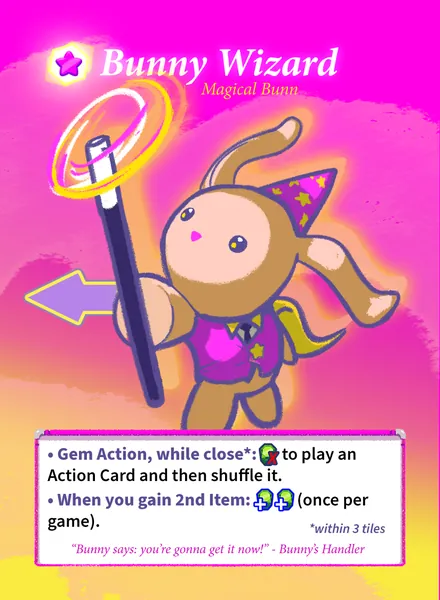 Bunny Wizard
Magical Bunn
• Gem Action, while close*: to play an
Action Card and then shuffle it.
• When you gain 2nd Item: (once per
game).
*within 3 tiles
“Bunny says: you’re gonna get it now!” - Bunny’s Handler